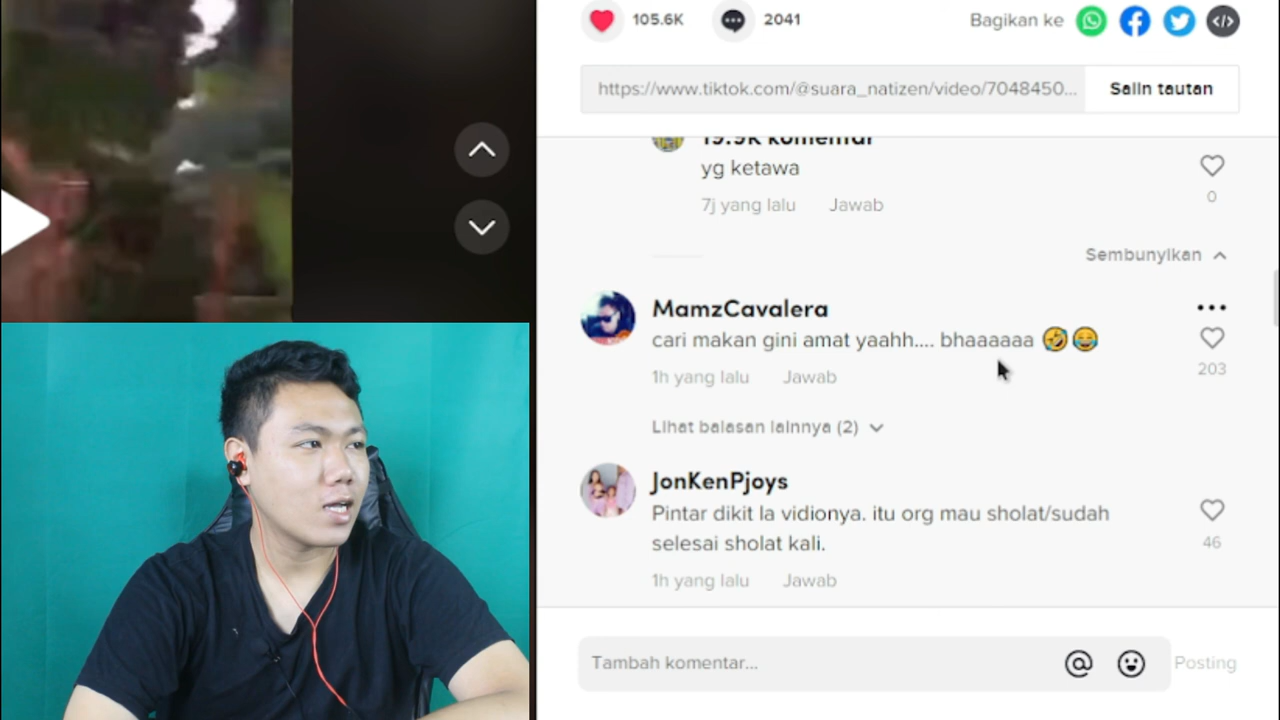 105.6K
2041
Bagikan ke
https://www.tiktok.com/@suara_natizen/video/7048450...
Salin tautan
19.9K komentar
yg ketawa
7j yang lalu Jawab
0
Sembunyikan
MamzCavalera
cari makan gini amat yaahh.... bhaaaaaa 🤣😂
1h yang lalu Jawab
203
Lihat balasan lainnya (2)
JonKenPjoys
Pintar dikit la vidionya. itu org mau sholat/sudah
selesai sholat kali.
46
1h yang lalu Jawab
Tambah komentar...
Posting